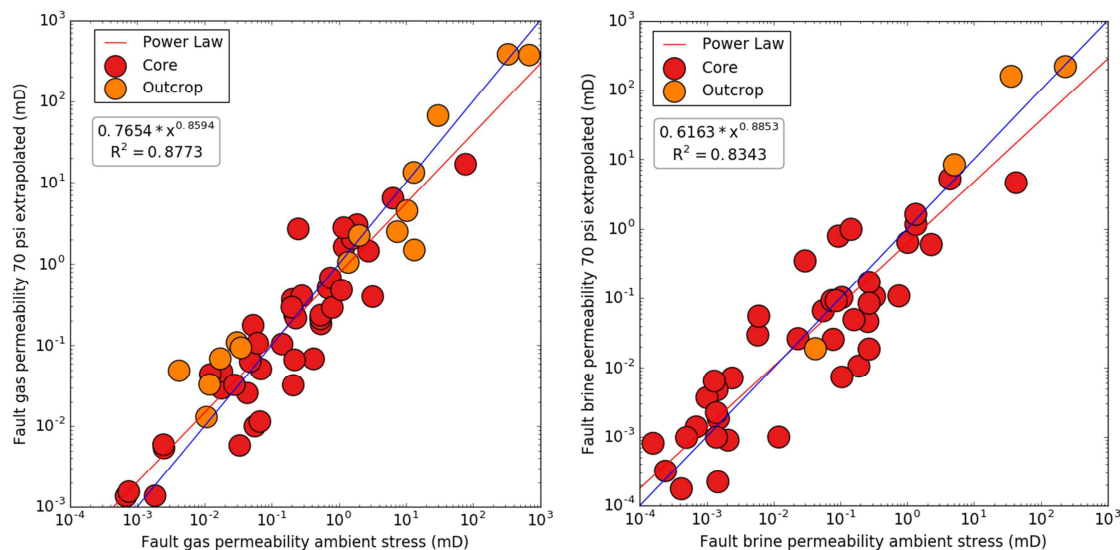 Power Law
Core
Outcrop
0.7654 * x^0.8594
R² = 0.8773
10³
10²
10¹
10⁰
10⁻¹
10⁻²
10⁻³
Fault gas permeability 70 psi extrapolated (mD)
10⁻⁴ 10⁻³ 10⁻² 10⁻¹ 10⁰ 10¹ 10² 10³
Fault gas permeability ambient stress (mD)
Power Law
Core
Outcrop
0.6163 * x^0.8853
R² = 0.8343
10³
10²
10¹
10⁰
10⁻¹
10⁻²
10⁻³
10⁻⁴
Fault brine permeability 70 psi extrapolated (mD)
10⁻⁴ 10⁻³ 10⁻² 10⁻¹ 10⁰ 10¹ 10² 10³
Fault brine permeability ambient stress (mD)